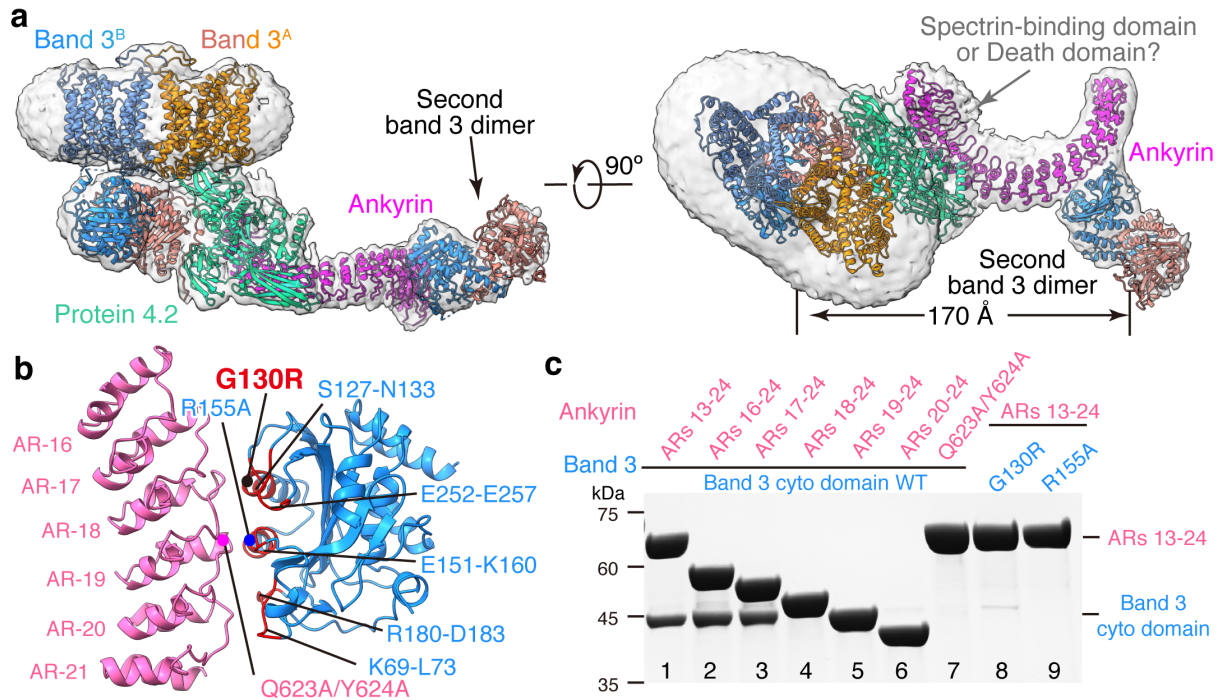 a
Band 3ᴮ
Band 3ᴬ
Second
band 3 dimer
Ankyrin
Protein 4.2
90º
Spectrin-binding domain
or Death domain?
Ankyrin
Second
band 3 dimer
170 Å
b
G130R
R155A
S127-N133
AR-16
AR-17
AR-18
AR-19
AR-20
AR-21
E252-E257
E151-K160
R180-D183
K69-L73
Q623A/Y624A
c
Ankyrin
ARs 13-24
ARs 16-24
ARs 17-24
ARs 18-24
ARs 19-24
ARs 20-24
Q623A/Y624A
ARs 13-24
Band 3
Band 3 cyto domain WT
G130R
R155A
kDa
75
60
45
35
ARs 13-24
Band 3
cyto domain
1 2 3 4 5 6 7 8 9